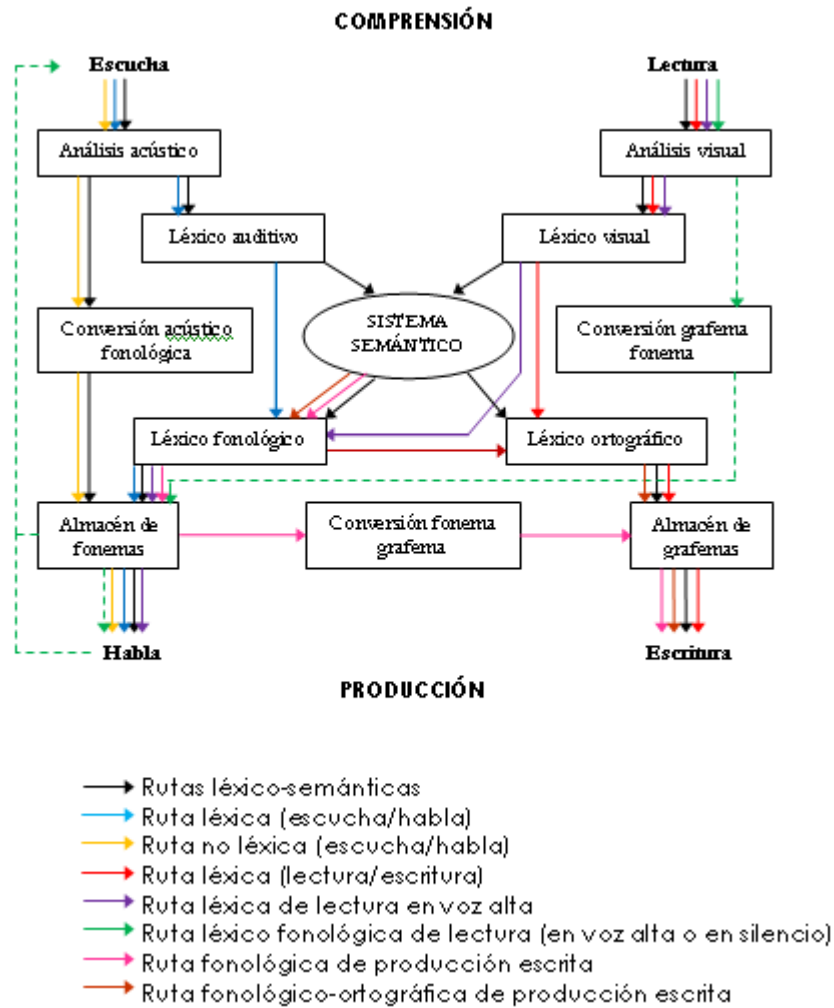 COMPRENSIÓN
Escucha
Lectura
Análisis acústico
Análisis visual
Léxico auditivo
Léxico visual
SISTEMA
SEMÁNTICO
Conversión acústico
fonológica
Conversión grafema
fonema
Léxico fonológico
Léxico ortográfico
Almacén de
fonemas
Conversión fonema
grafema
Almacén de
grafemas
Habla
Escritura
PRODUCCIÓN
Rutas léxico-semánticas
Ruta léxica (escucha/habla)
Ruta no léxica (escucha/habla)
Ruta léxica (lectura/escritura)
Ruta léxica de lectura en voz alta
Ruta léxico fonológica de lectura (en voz alta o en silencio)
Ruta fonológica de producción escrita
Ruta fonológico-ortográfica de producción escrita